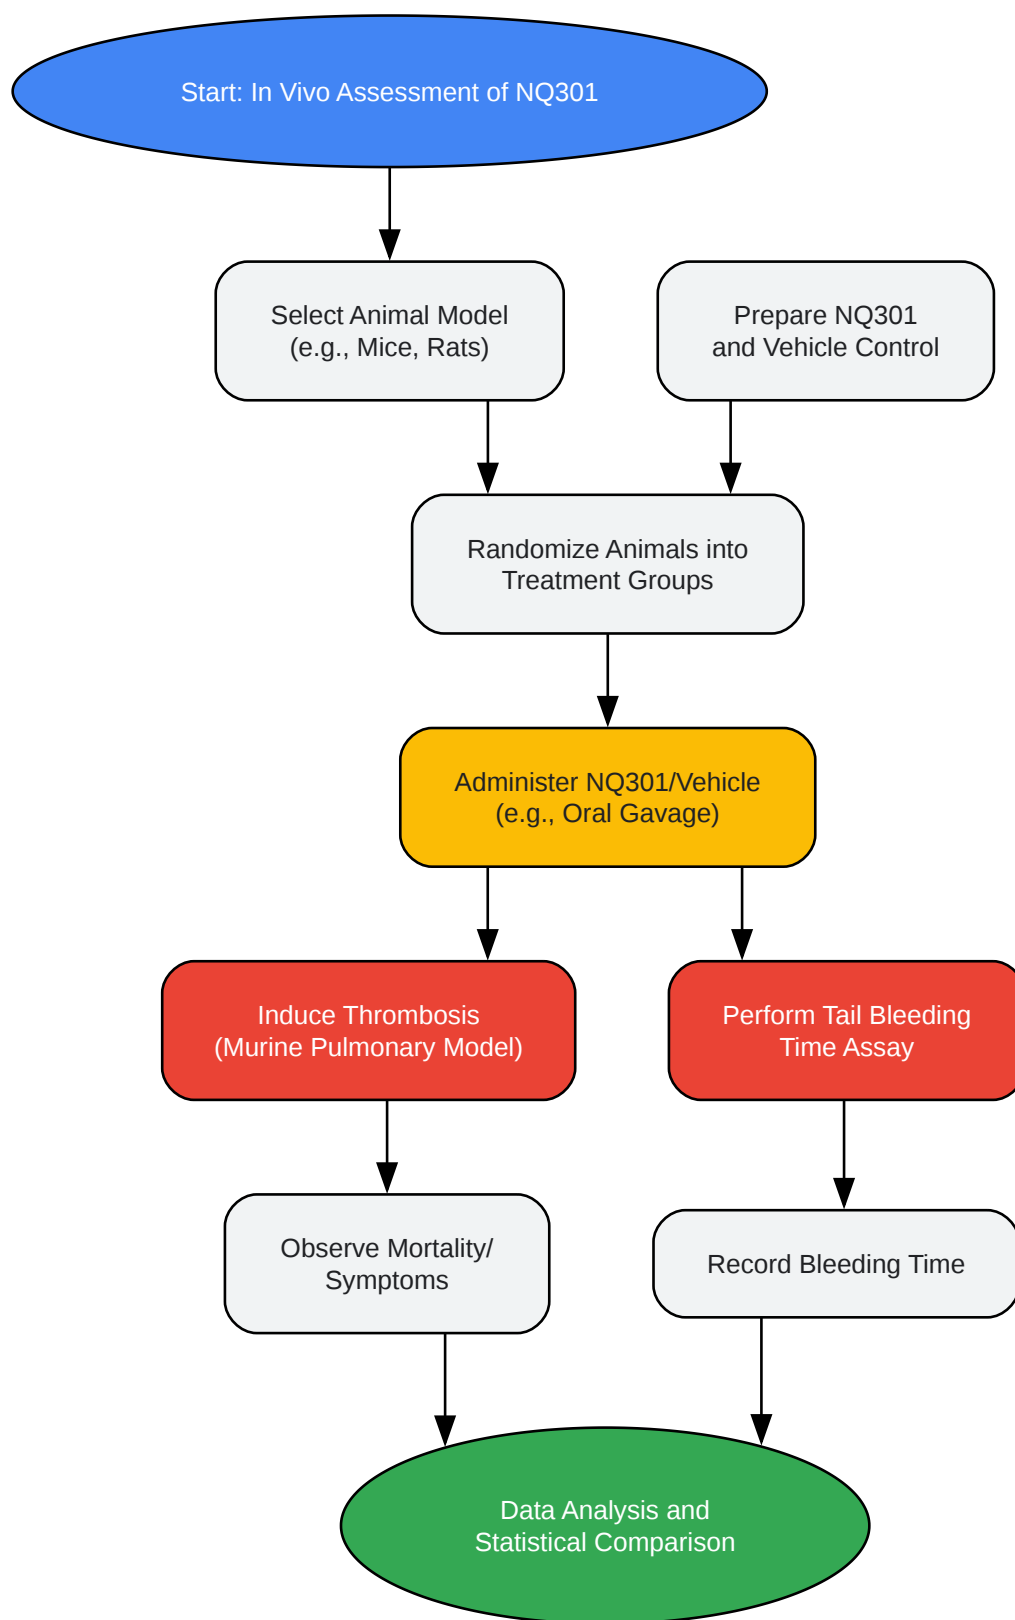 Start: In Vivo Assessment of NQ301
Select Animal Model
(e.g., Mice, Rats)
Prepare NQ301
and Vehicle Control
Randomize Animals into
Treatment Groups
Administer NQ301/Vehicle
(e.g., Oral Gavage)
Induce Thrombosis
(Murine Pulmonary Model)
Perform Tail Bleeding
Time Assay
Observe Mortality/
Symptoms
Record Bleeding Time
Data Analysis and
Statistical Comparison